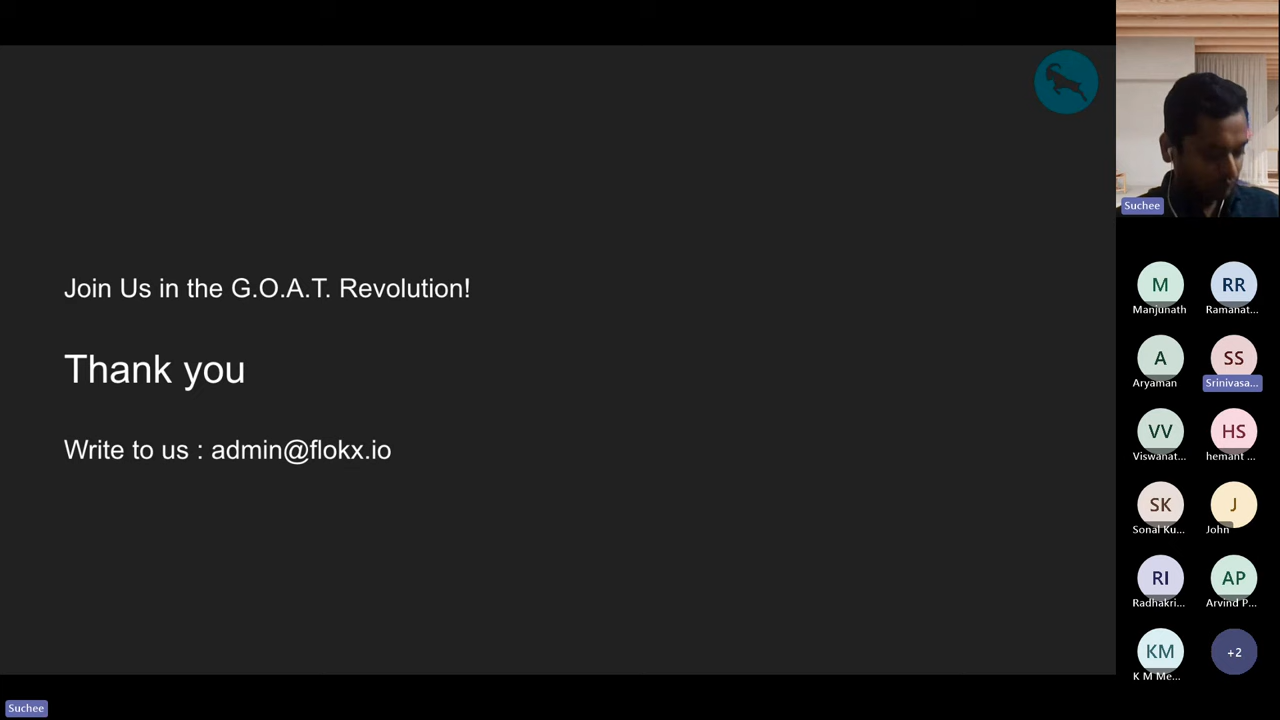 Join Us in the G.O.A.T. Revolution!
Thank you
Write to us : admin@flokx.io
Suchee
M
Manjunath
RR
Ramanat...
A
Aryaman
SS
Srinivasa...
VV
Viswanat...
HS
hemant ...
SK
Sonal Ku...
J
John
RI
Radhakri...
AP
Arvind P...
KM
K M Me...
+2
Suchee